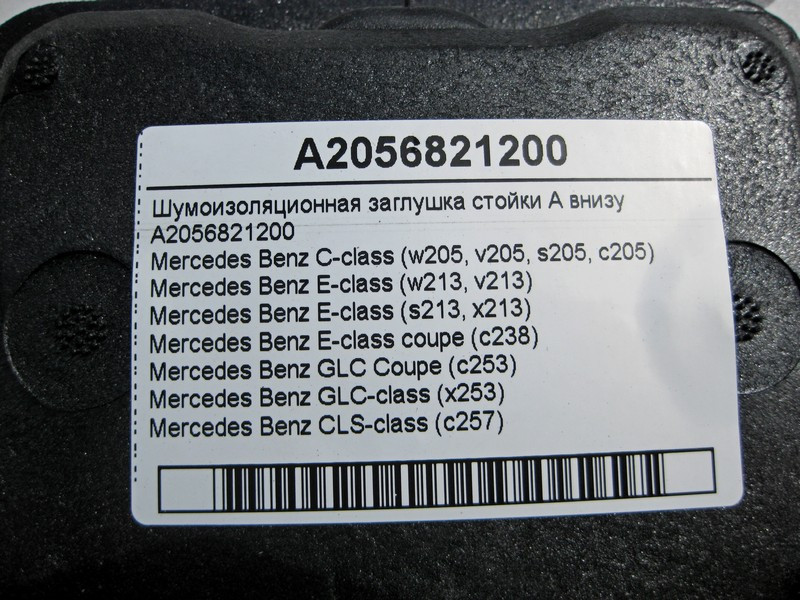 A2056821200
Шумоизоляционная заглушка стойки А внизу
A2056821200
Mercedes Benz C-class (w205, v205, s205, c205)
Mercedes Benz E-class (w213, v213)
Mercedes Benz E-class (s213, x213)
Mercedes Benz E-class coupe (c238)
Mercedes Benz GLC Coupe (c253)
Mercedes Benz GLC-class (x253)
Mercedes Benz CLS-class (c257)